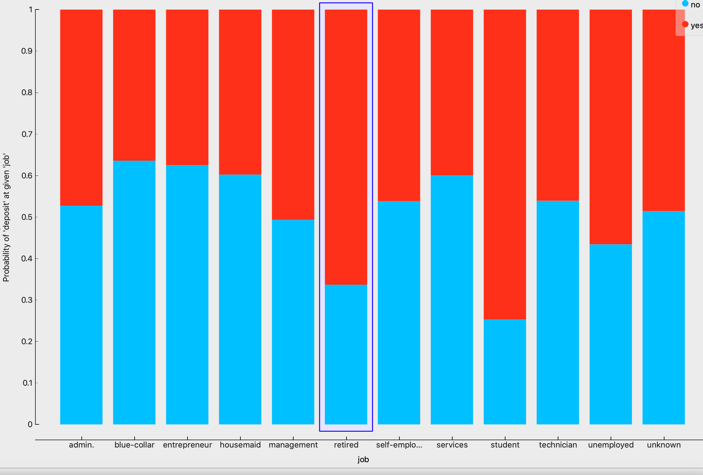 no
yes
1
0.9
0.8
0.7
0.6
0.5
0.4
0.3
0.2
0.1
0
Probability of 'deposit' at given 'job'
admin. blue-collar entrepreneur housemaid management retired self-emplo... services student technician unemployed unknown
job